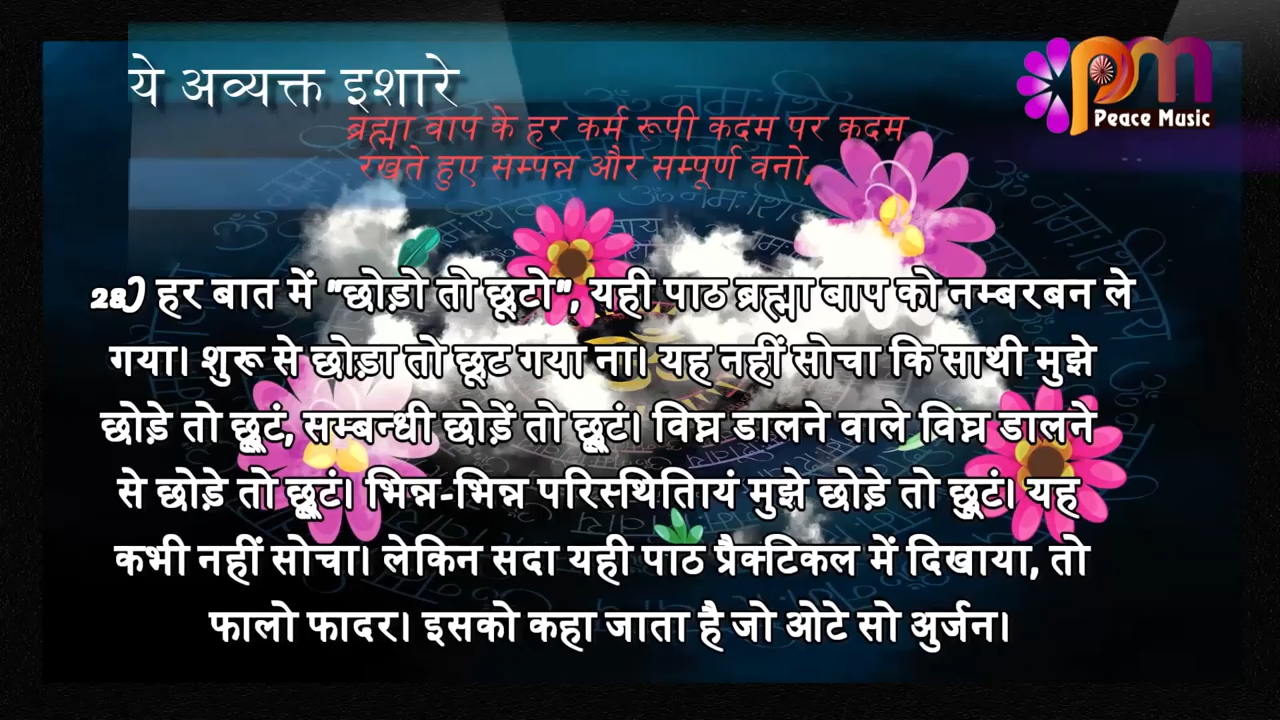 ये अव्यक्त इशारे
pm
Peace Music
ब्रह्मा बाप के हर कर्म रूपी कदम पर कदम
रखते हुए सम्पन्न और सम्पूर्ण बनो,
28) हर बात में "छोड़ो तो छूटो", यही पाठ ब्रह्मा बाप को नम्बरबन ले
गया। शुरू से छोड़ा तो छूट गया ना। यह नहीं सोचा कि साथी मुझे
छोड़े तो छूटूं, सम्बन्धी छोड़ें तो छूटूं। विघ्न डालने वाले विघ्न डालने
से छोड़े तो छूटूं। भिन्न-भिन्न परिस्थितियां मुझे छोड़े तो छूटूं। यह
कभी नहीं सोचा। लेकिन सदा यही पाठ प्रैक्टिकल में दिखाया, तो
फालो फादर। इसको कहा जाता है जो ओटे सो अर्जुन।